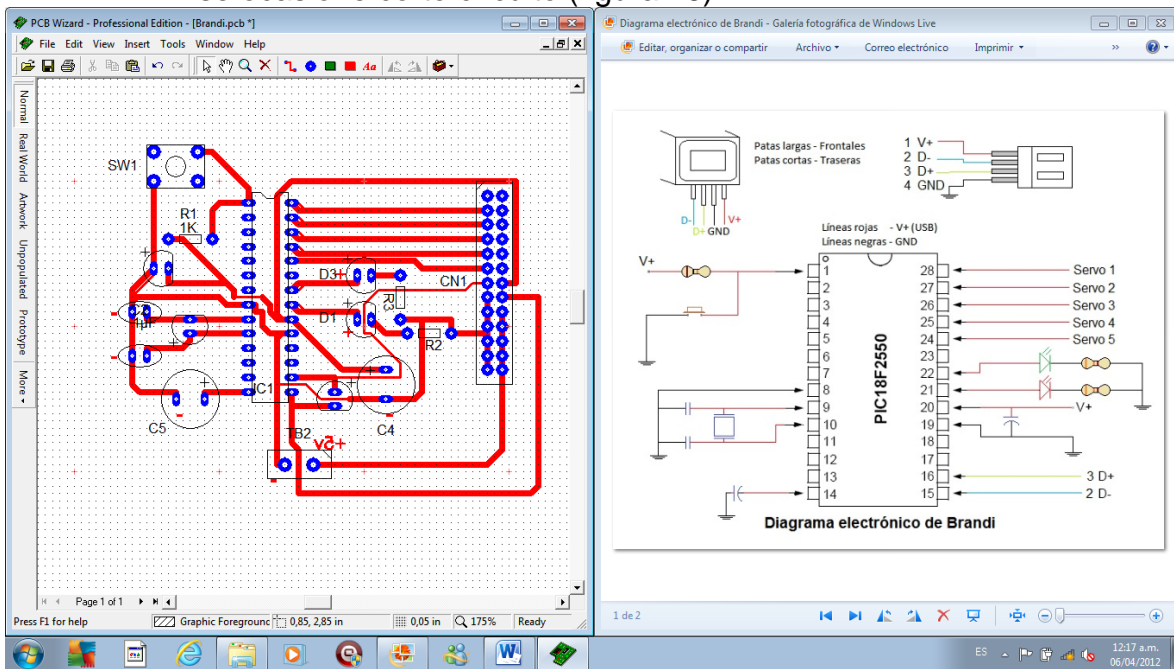 PCB Wizard - Professional Edition - [Brandi.pcb *]
File Edit View Insert Tools Window Help
Aa
Normal Real World Artwork Unpopulated Prototype More
SW1
R1
1K
D3
CN1
R3
D1
R2
1µF
IC1
C5
TB2
+5V
C4
Page 1 of 1
Press F1 for help
Graphic Foreground
0,85, 2,85 in
0,05 in
175%
Ready
Diagrama electrónico de Brandi - Galería fotográfica de Windows Live
Editar, organizar o compartir Archivo Correo electrónico Imprimir »
Patas largas - Frontales
Patas cortas - Traseras
1 V+
2 D-
3 D+
4 GND
D- V+
D+ GND
Líneas rojas - V+ (USB)
Líneas negras - GND
V+
1 28 Servo 1
2 27 Servo 2
3 26 Servo 3
4 25 Servo 4
5 24 Servo 5
6 23
7 22
8 21
9 20 V+
10 19
11 18
12 17
13 16 3 D+
14 15 2 D-
PIC18F2550
Diagrama electrónico de Brandi
1 de 2
ES
12:17 a.m.
06/04/2012